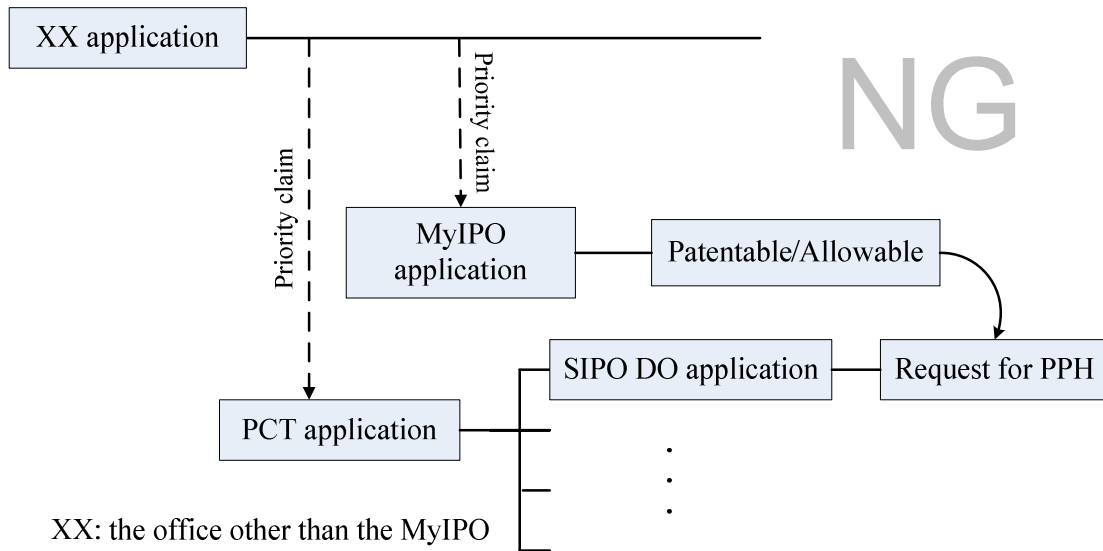 XX application
NG
Priority claim
Priority claim
MyIPO
application
Patentable/Allowable
SIPO DO application
Request for PPH
PCT application
XX: the office other than the MyIPO